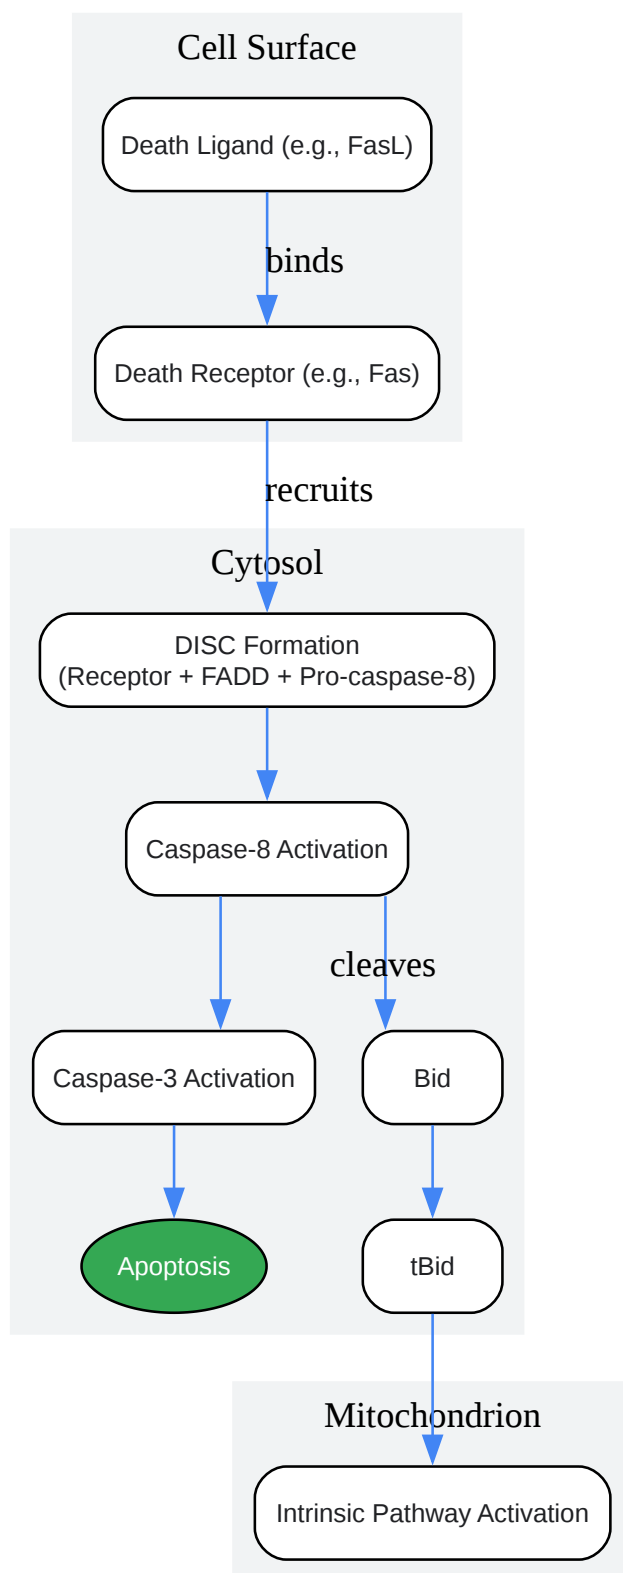 Cell Surface
Death Ligand (e.g., FasL)
binds
Death Receptor (e.g., Fas)
recruits
Cytosol
DISC Formation
(Receptor + FADD + Pro-caspase-8)
Caspase-8 Activation
cleaves
Caspase-3 Activation
Bid
Apoptosis
tBid
Mitochondrion
Intrinsic Pathway Activation